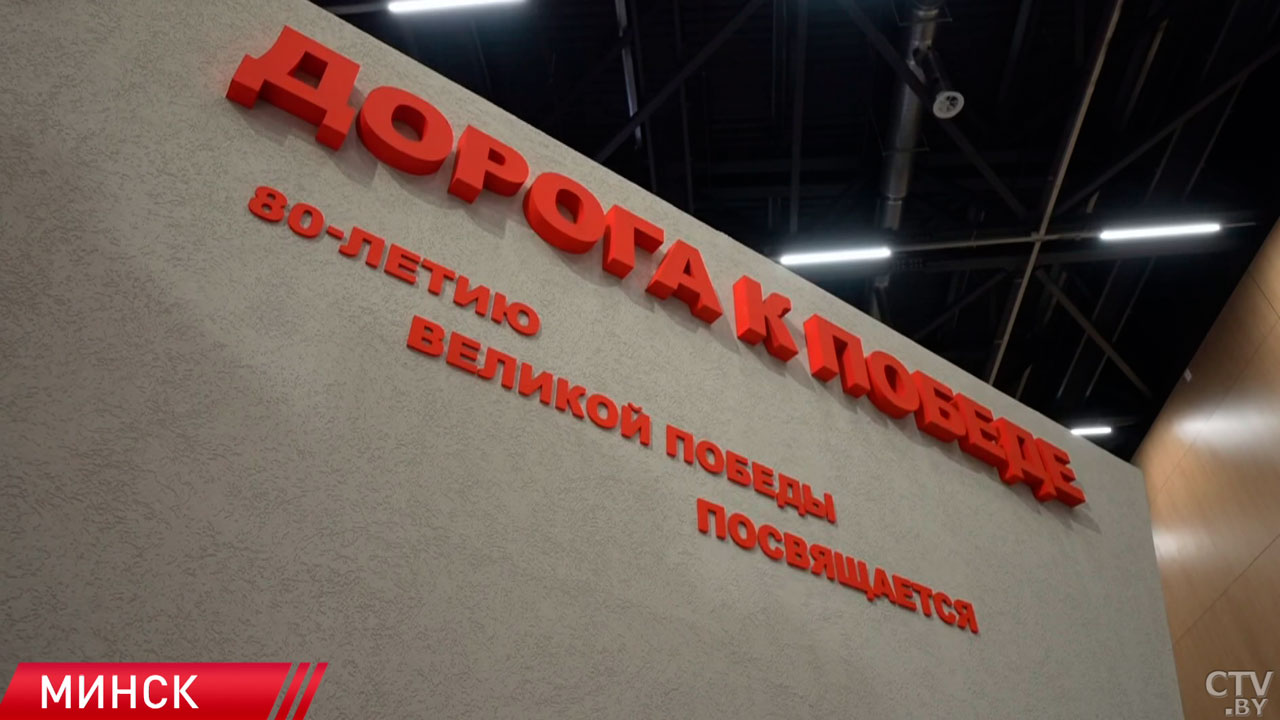 ДОРОГА К ПОБЕДЕ
80-ЛЕТИЮ
ВЕЛИКОЙ ПОБЕДЫ
ПОСВЯЩАЕТСЯ
МИНСК
CTV
.BY